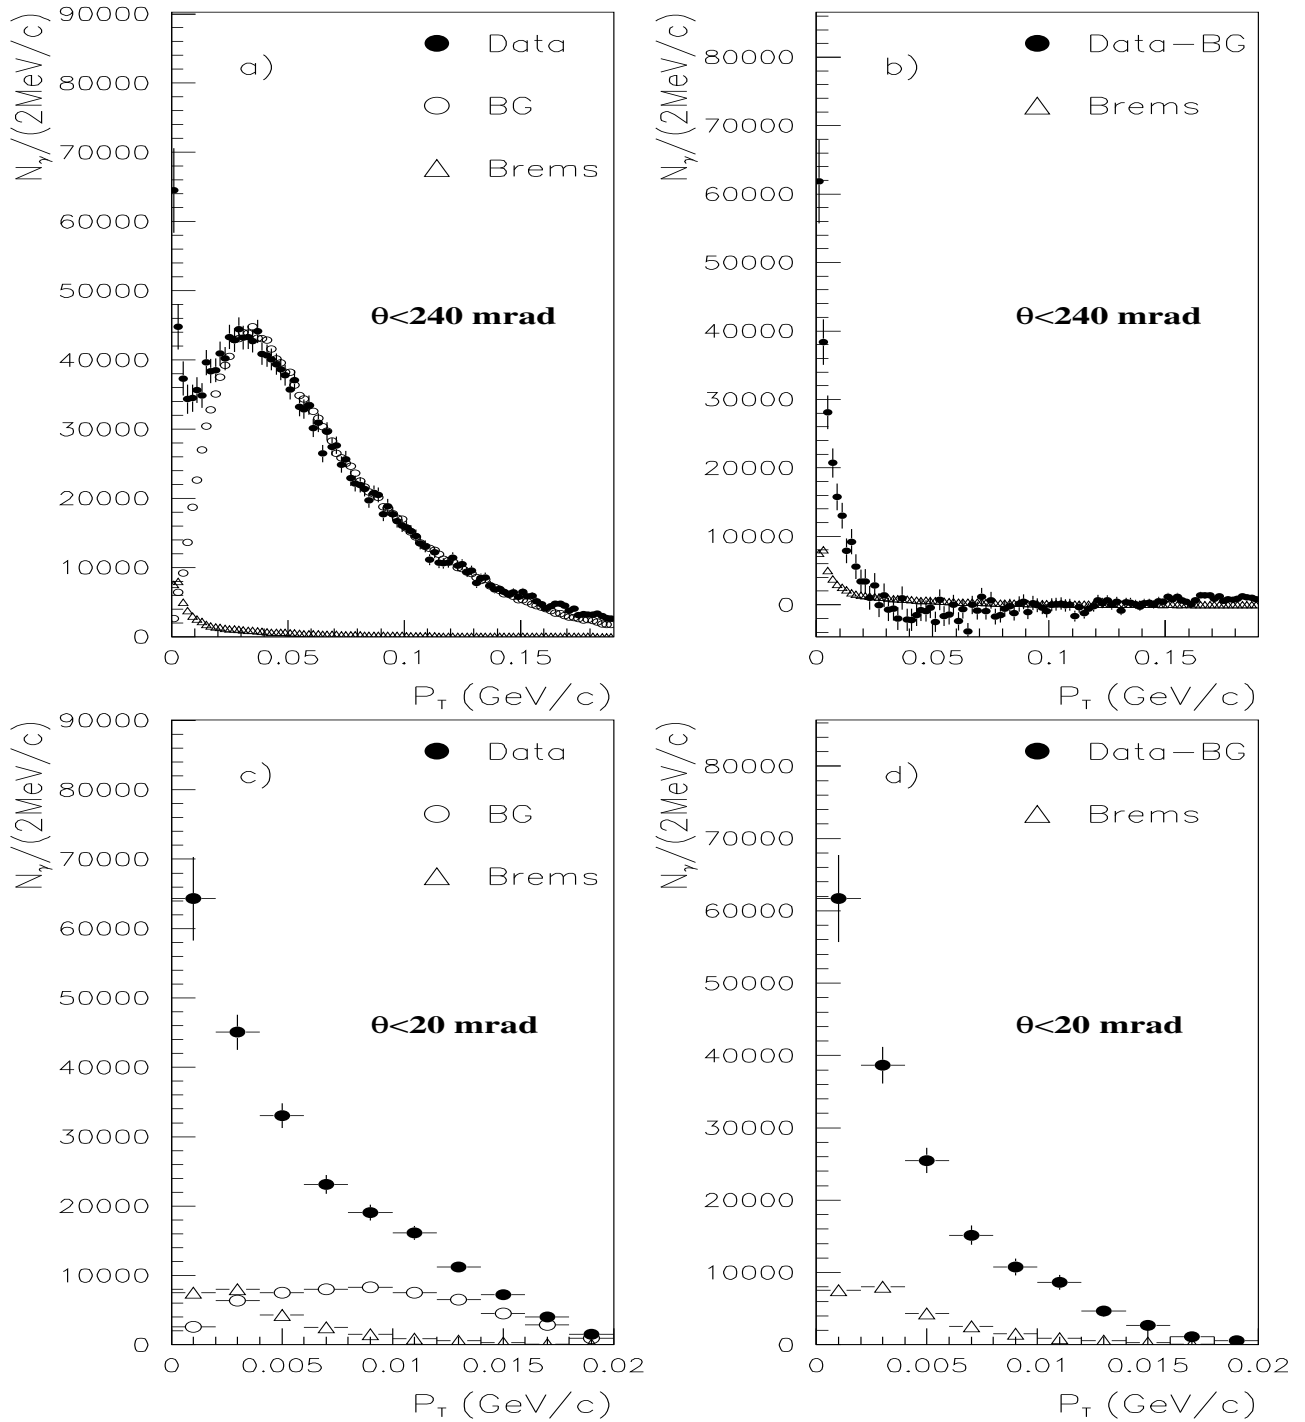 a)
Data
BG
Brems
N_γ/(2MeV/c)
90000
80000
70000
60000
50000
40000
30000
20000
10000
0
θ<240 mrad
0 0.05 0.1 0.15
P_T (GeV/c)
b)
Data-BG
Brems
N_γ/(2MeV/c)
80000
70000
60000
50000
40000
30000
20000
10000
0
θ<240 mrad
0 0.05 0.1 0.15
P_T (GeV/c)
c)
Data
BG
Brems
N_γ/(2MeV/c)
90000
80000
70000
60000
50000
40000
30000
20000
10000
0
θ<20 mrad
0 0.005 0.01 0.015 0.02
P_T (GeV/c)
d)
Data-BG
Brems
N_γ/(2MeV/c)
80000
70000
60000
50000
40000
30000
20000
10000
0
θ<20 mrad
0 0.005 0.01 0.015 0.02
P_T (GeV/c)